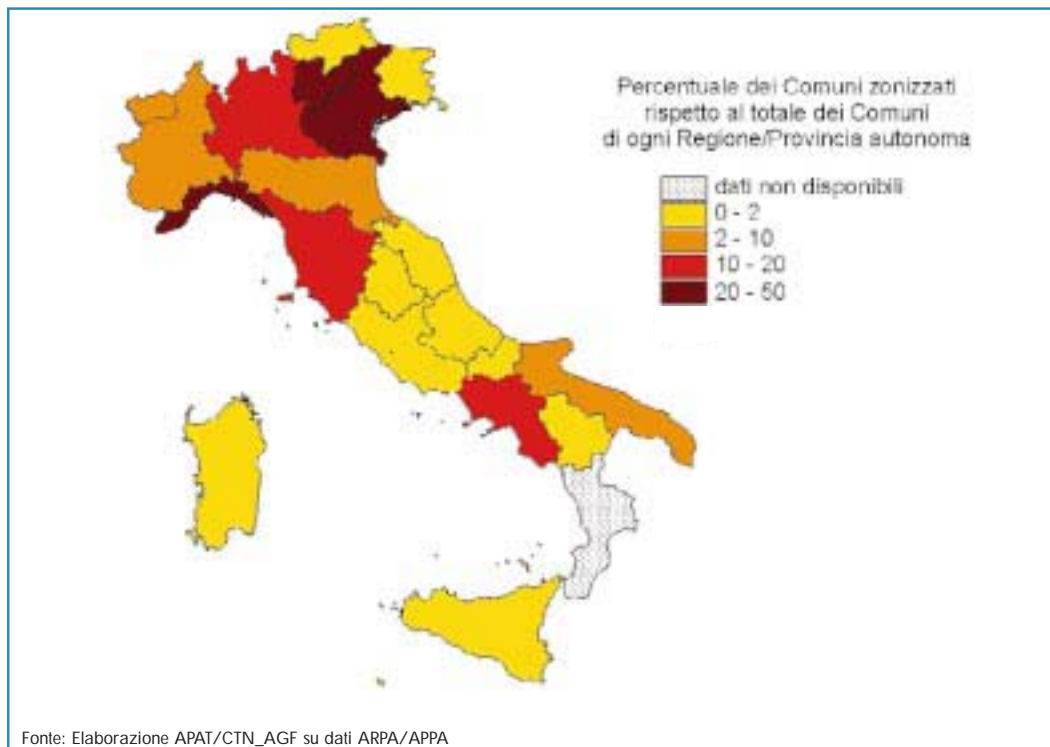 Percentuale dei Comuni zonizzati
rispetto al totale dei Comuni
di ogni Regione/Provincia autonoma
dati non disponibili
0 - 2
2 - 10
10 - 20
20 - 50
Fonte: Elaborazione APAT/CTN_AGF su dati ARPA/APPA